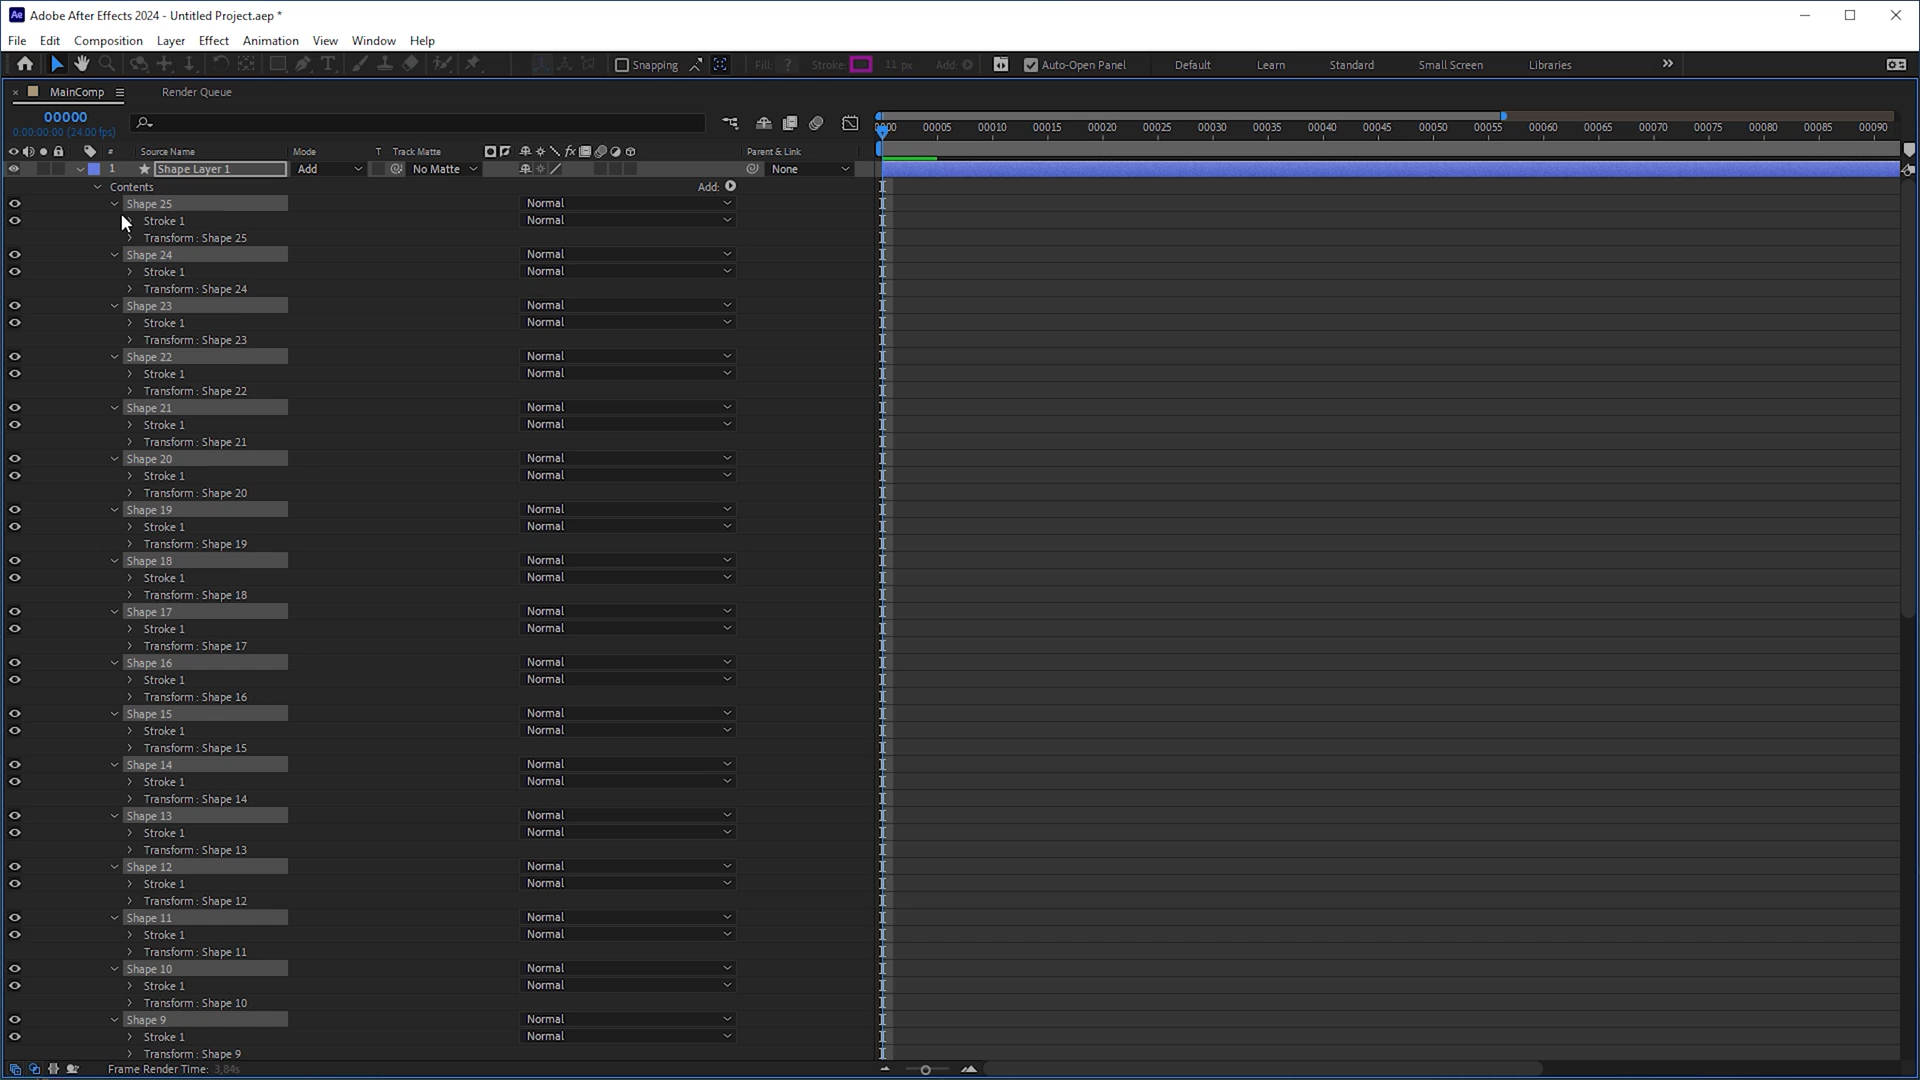 Adobe After Effects 2024 - Untitled Project.aep *
File Edit Composition Layer Effect Animation View Window Help
Snapping Fill: ? Stroke: 11 px Add: Auto-Open Panel Default Learn Standard Small Screen Libraries
MainComp Render Queue
00000
0:00:00:00 (24.00 fps)
0000 00005 00010 00015 00020 00025 00030 00035 00040 00045 00050 00055 00060 00065 00070 00075 00080 00085 00090
# Source Name Mode T Track Matte Parent & Link
1 Shape Layer 1 Add No Matte None
Contents Add:
Shape 25 Normal
Stroke 1 Normal
Transform : Shape 25
Shape 24 Normal
Stroke 1 Normal
Transform : Shape 24
Shape 23 Normal
Stroke 1 Normal
Transform : Shape 23
Shape 22 Normal
Stroke 1 Normal
Transform : Shape 22
Shape 21 Normal
Stroke 1 Normal
Transform : Shape 21
Shape 20 Normal
Stroke 1 Normal
Transform : Shape 20
Shape 19 Normal
Stroke 1 Normal
Transform : Shape 19
Shape 18 Normal
Stroke 1 Normal
Transform : Shape 18
Shape 17 Normal
Stroke 1 Normal
Transform : Shape 17
Shape 16 Normal
Stroke 1 Normal
Transform : Shape 16
Shape 15 Normal
Stroke 1 Normal
Transform : Shape 15
Shape 14 Normal
Stroke 1 Normal
Transform : Shape 14
Shape 13 Normal
Stroke 1 Normal
Transform : Shape 13
Shape 12 Normal
Stroke 1 Normal
Transform : Shape 12
Shape 11 Normal
Stroke 1 Normal
Transform : Shape 11
Shape 10 Normal
Stroke 1 Normal
Transform : Shape 10
Shape 9 Normal
Stroke 1 Normal
Transform : Shape 9
Frame Render Time: 3,84s